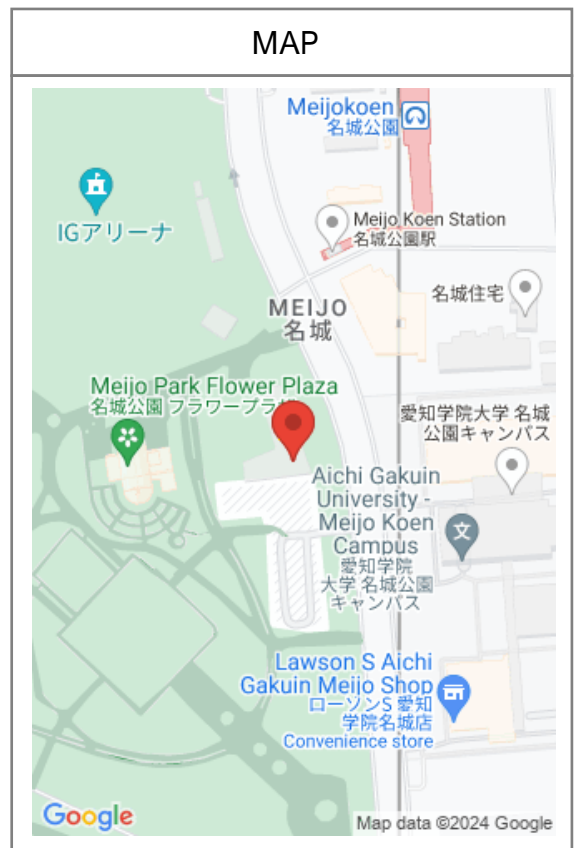 MAP
Meijokoen
名城公園
IGアリーナ
Meijo Koen Station
名城公園駅
名城住宅
MEIJO
名城
Meijo Park Flower Plaza
名城公園 フラワープラザ
愛知学院大学 名城
公園キャンパス
Aichi Gakuin
University -
Meijo Koen
Campus
愛知学院
大学 名城公園
キャンパス
文
Lawson S Aichi
Gakuin Meijo Shop
ローソンS 愛知
学院名城店
Convenience store
Google
Map data ©2024 Google